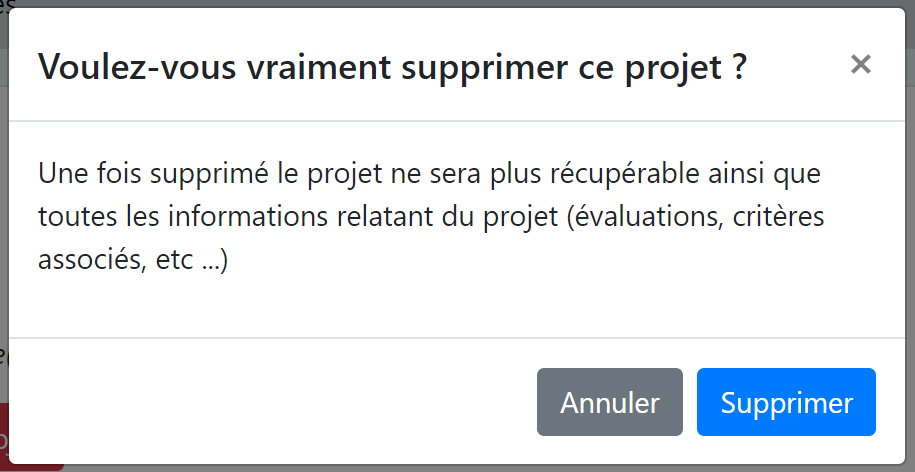 Voulez-vous vraiment supprimer ce projet ?
×
Une fois supprimé le projet ne sera plus récupérable ainsi que
toutes les informations relatant du projet (évaluations, critères
associés, etc ...)
Annuler Supprimer